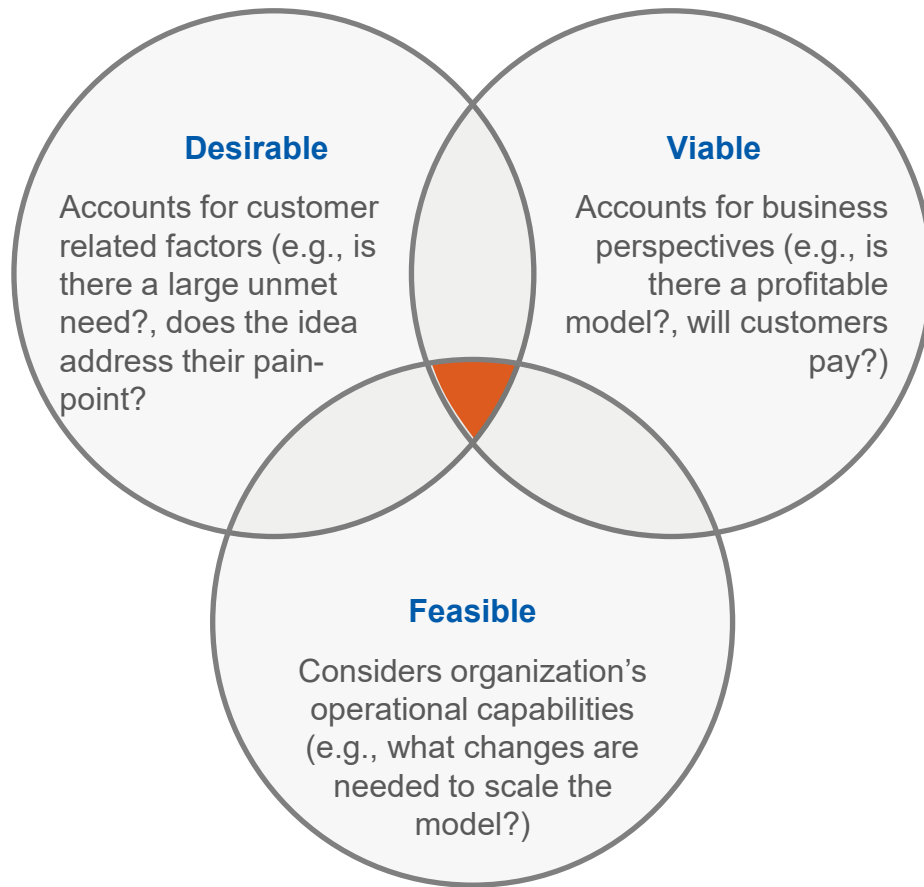 Desirable
Accounts for customer
related factors (e.g., is
there a large unmet
need?, does the idea
address their pain-
point?
Viable
Accounts for business
perspectives (e.g., is
there a profitable
model?, will customers
pay?)
Feasible
Considers organization’s
operational capabilities
(e.g., what changes are
needed to scale the
model?)